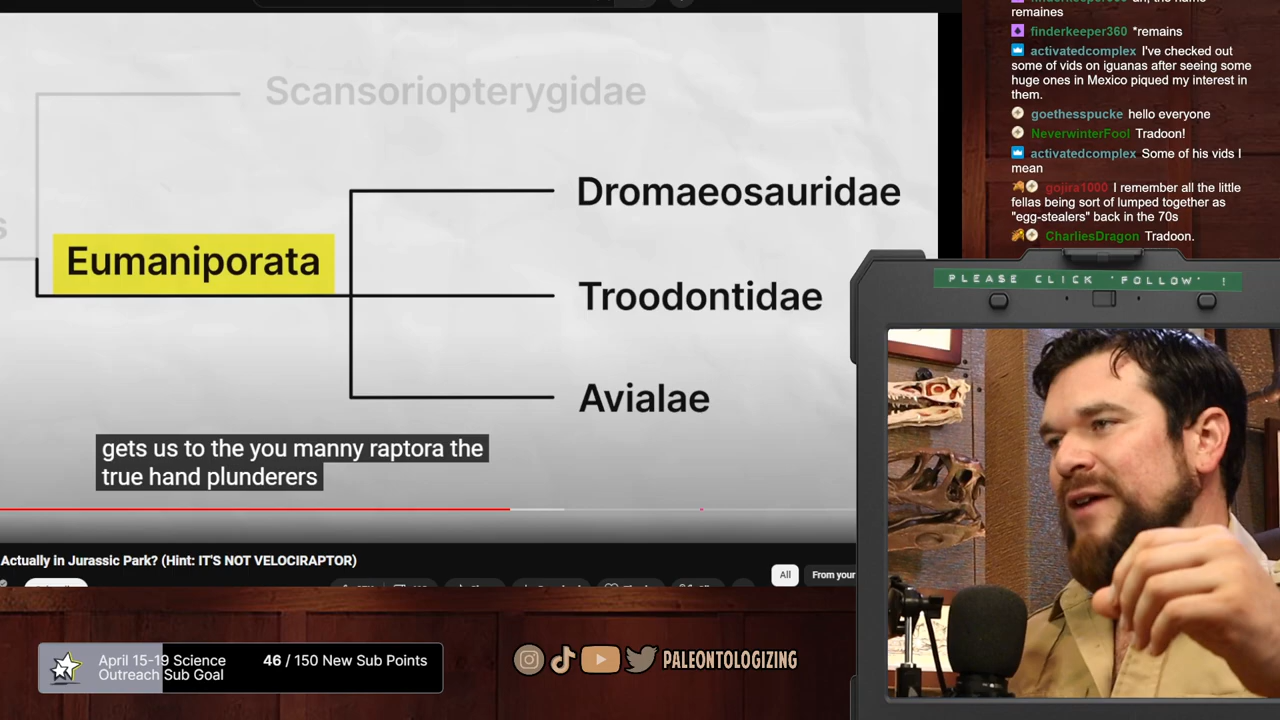 Scansoriopterygidae
Dromaeosauridae
s
Eumaniporata
Troodontidae
Avialae
gets us to the you manny raptora the
true hand plunderers
Actually in Jurassic Park? (Hint: IT'S NOT VELOCIRAPTOR)
All
From your
April 15-19 Science
Outreach Sub Goal
46 / 150 New Sub Points
PALEONTOLOGIZING
remaines
finderkeeper360 *remains
activatedcomplex I've checked out
some of vids on iguanas after seeing some
huge ones in Mexico piqued my interest in
them.
goethesspucke hello everyone
NeverwinterFool Tradoon!
activatedcomplex Some of his vids I
mean
gojira1000 I remember all the little
fellas being sort of lumped together as
"egg-stealers" back in the 70s
CharliesDragon Tradoon.
PLEASE CLICK 'FOLLOW' !